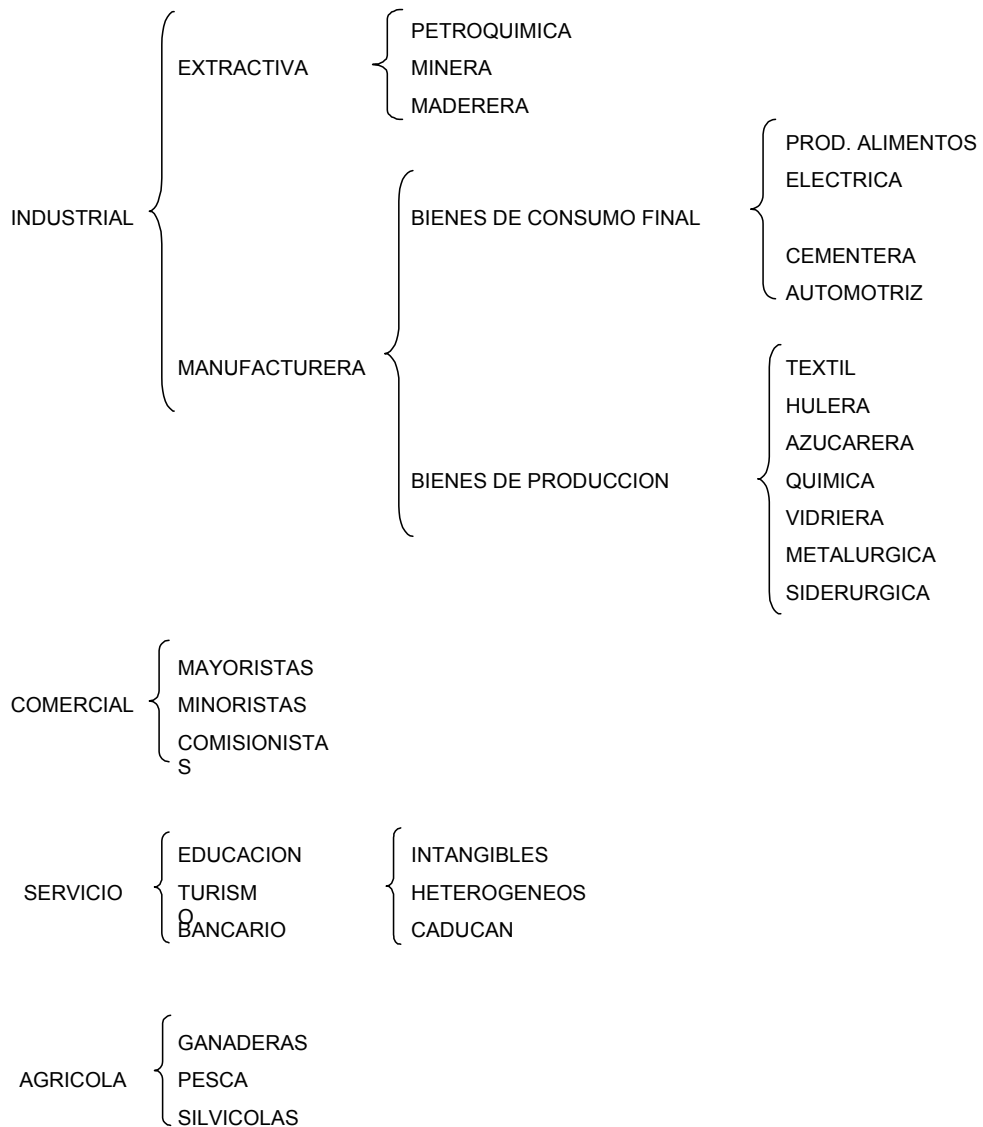 PETROQUIMICA
EXTRACTIVA
MINERA
MADERERA
PROD. ALIMENTOS
ELECTRICA
INDUSTRIAL
BIENES DE CONSUMO FINAL
CEMENTERA
AUTOMOTRIZ
MANUFACTURERA
TEXTIL
HULERA
AZUCARERA
BIENES DE PRODUCCION
QUIMICA
VIDRIERA
METALURGICA
SIDERURGICA
COMERCIAL
MAYORISTAS
MINORISTAS
COMISIONISTA
S
SERVICIO
EDUCACION
TURISM
O
BANCARIO
INTANGIBLES
HETEROGENEOS
CADUCAN
AGRICOLA
GANADERAS
PESCA
SILVICOLAS